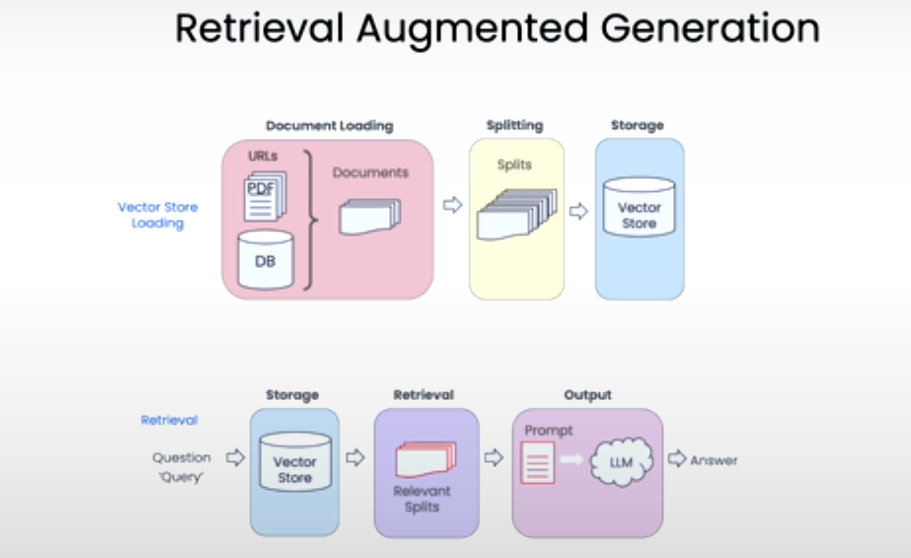 Retrieval Augmented Generation
Document Loading
Splitting
Storage
Vector Store
Loading
URLs
PDF
DB
Documents
Splits
Vector
Store
Storage
Retrieval
Output
Retrieval
Question
'Query'
Vector
Store
Relevant
Splits
Prompt
LLM
Answer